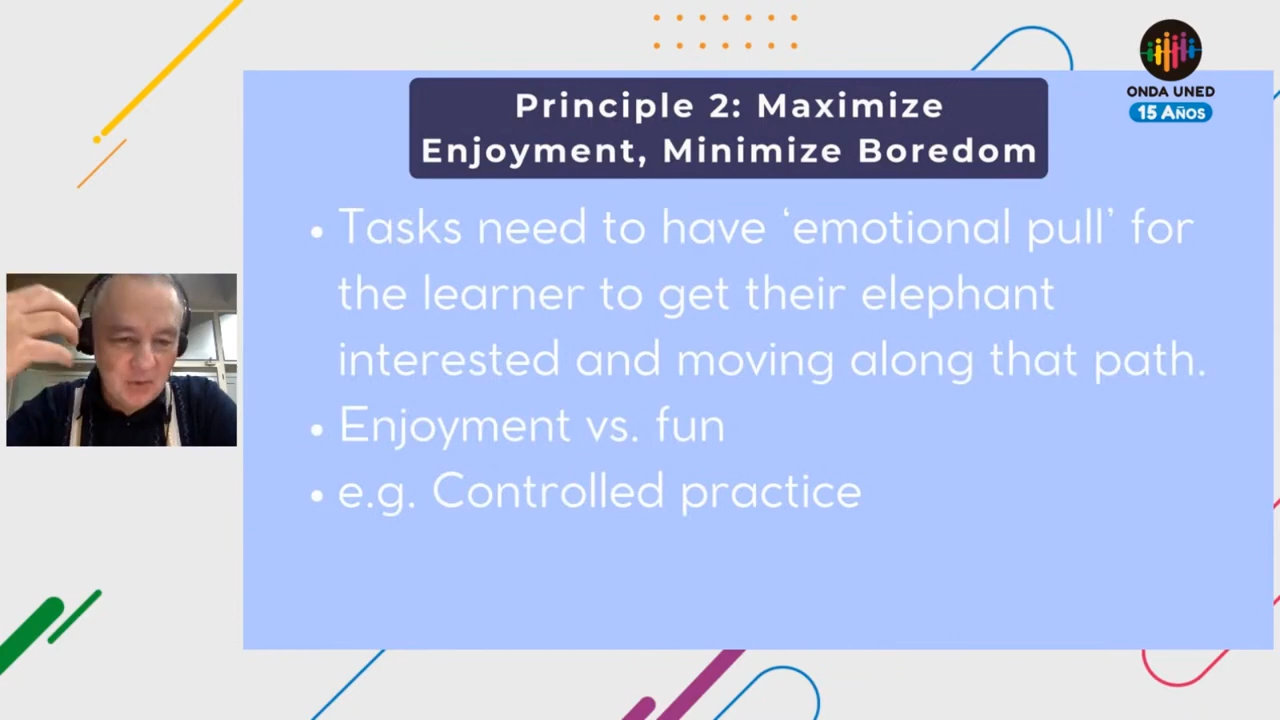 ONDA UNED
15 AÑOS
Principle 2: Maximize
Enjoyment, Minimize Boredom
• Tasks need to have ‘emotional pull’ for
the learner to get their elephant
interested and moving along that path.
• Enjoyment vs. fun
• e.g. Controlled practice